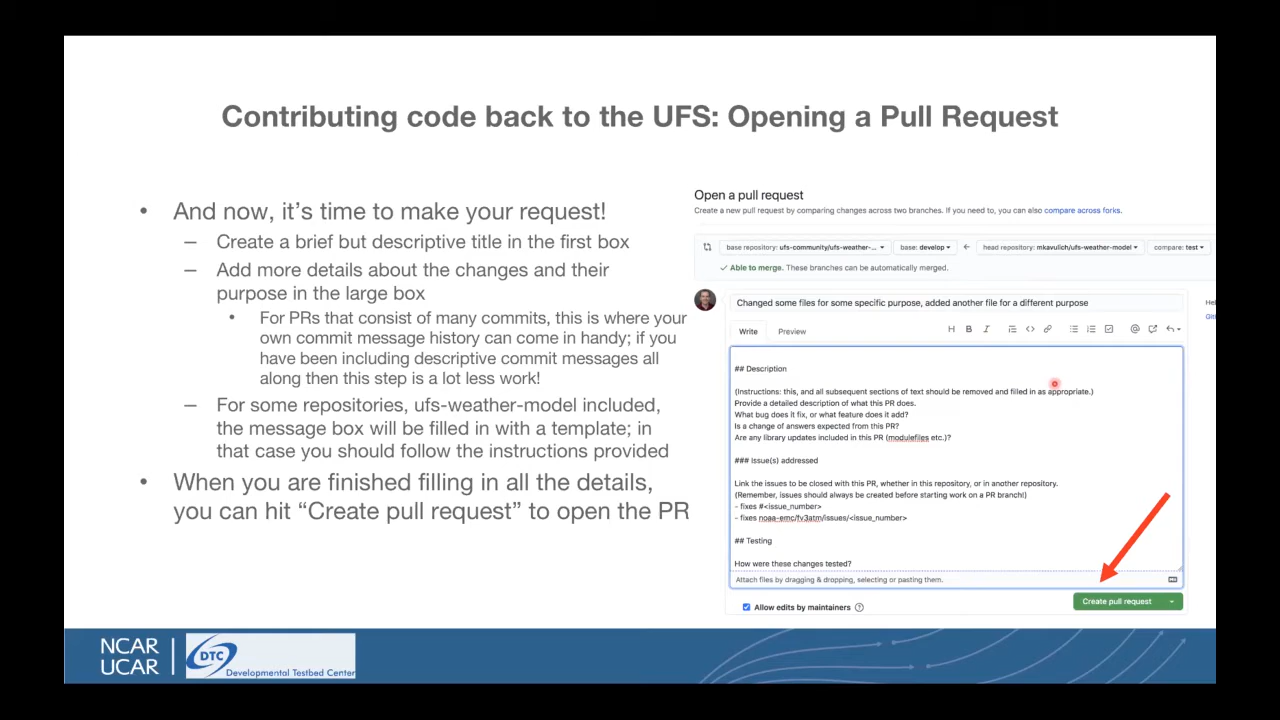 Contributing code back to the UFS: Opening a Pull Request
• And now, it’s time to make your request!
– Create a brief but descriptive title in the first box
– Add more details about the changes and their
purpose in the large box
• For PRs that consist of many commits, this is where your
own commit message history can come in handy; if you
have been including descriptive commit messages all
along then this step is a lot less work!
– For some repositories, ufs-weather-model included,
the message box will be filled in with a template; in
that case you should follow the instructions provided
• When you are finished filling in all the details,
you can hit “Create pull request” to open the PR
Open a pull request
Create a new pull request by comparing changes across two branches. If you need to, you can also compare across forks.
base repository: ufs-community/ufs-weather-... base: develop head repository: mkavulich/ufs-weather-model compare: test
Able to merge. These branches can be automatically merged.
Changed some files for some specific purpose, added another file for a different purpose
Hel
Write Preview
Git
## Description
(Instructions: this, and all subsequent sections of text should be removed and filled in as appropriate.)
Provide a detailed description of what this PR does.
What bug does it fix, or what feature does it add?
Is a change of answers expected from this PR?
Are any library updates included in this PR (modulefiles etc.)?
### Issue(s) addressed
Link the issues to be closed with this PR, whether in this repository, or in another repository.
(Remember, issues should always be created before starting work on a PR branch!)
- fixes #<issue_number>
- fixes noaa-emc/fv3atm/issues/<issue_number>
## Testing
How were these changes tested?
Attach files by dragging & dropping, selecting or pasting them.
Allow edits by maintainers
Create pull request
NCAR
UCAR
DTC
Developmental Testbed Center